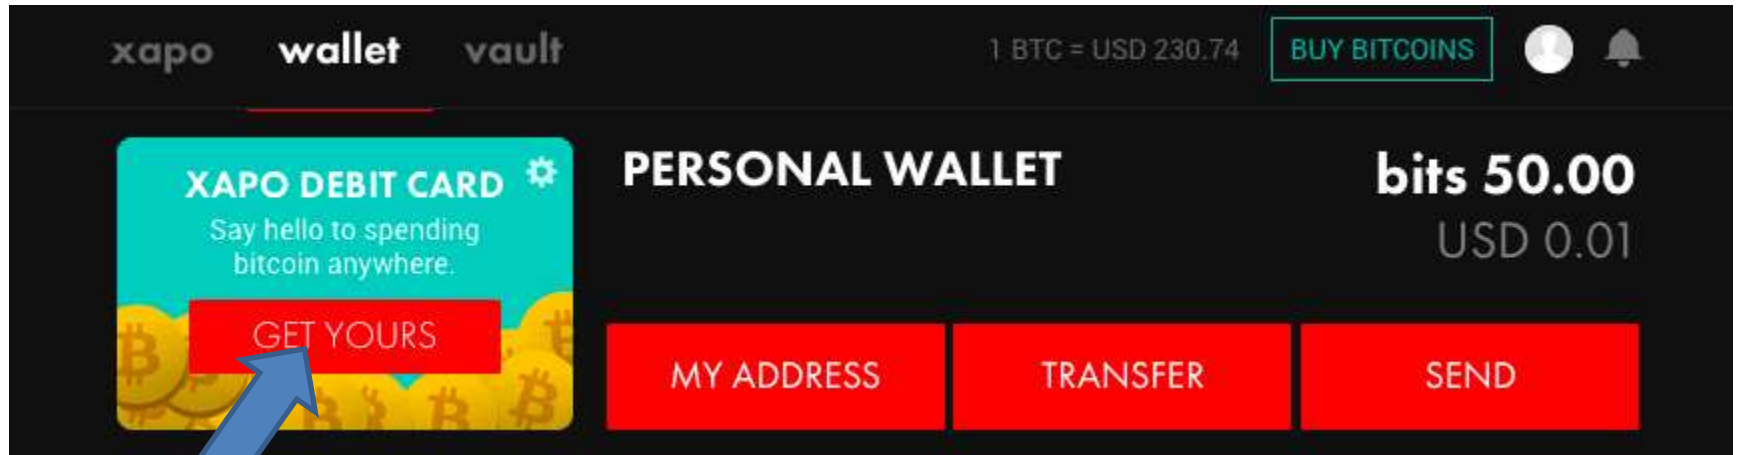 xapo wallet vault 1 BTC = USD 230.74 BUY BITCOINS
XAPO DEBIT CARD
Say hello to spending
bitcoin anywhere.
GET YOURS
PERSONAL WALLET
bits 50.00
USD 0.01
MY ADDRESS TRANSFER SEND